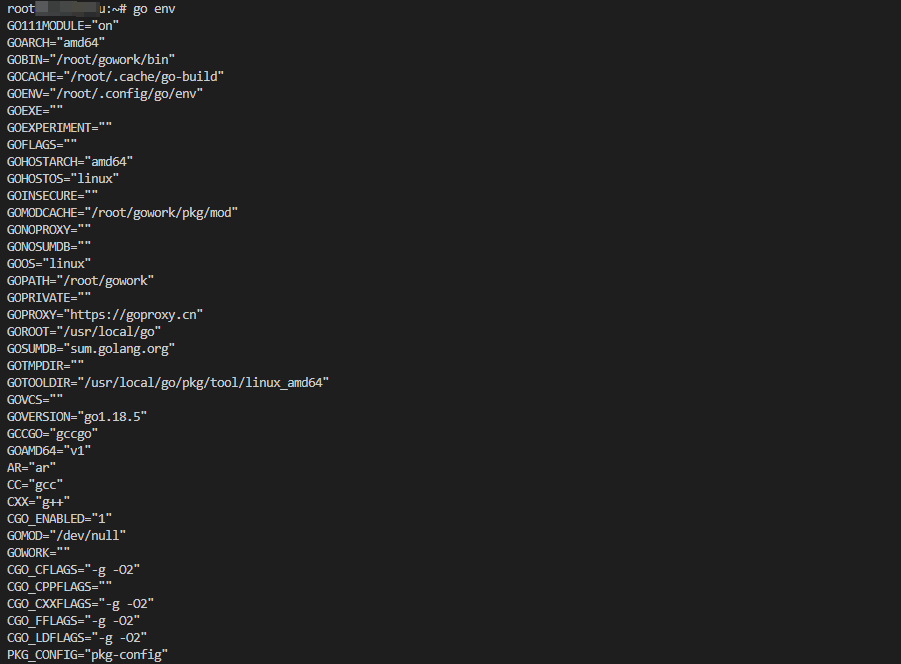 root u:~# go env
GO111MODULE="on"
GOARCH="amd64"
GOBIN="/root/gowork/bin"
GOCACHE="/root/.cache/go-build"
GOENV="/root/.config/go/env"
GOEXE=""
GOEXPERIMENT=""
GOFLAGS=""
GOHOSTARCH="amd64"
GOHOSTOS="linux"
GOINSECURE=""
GOMODCACHE="/root/gowork/pkg/mod"
GONOPROXY=""
GONOSUMDB=""
GOOS="linux"
GOPATH="/root/gowork"
GOPRIVATE=""
GOPROXY="https://goproxy.cn"
GOROOT="/usr/local/go"
GOSUMDB="sum.golang.org"
GOTMPDIR=""
GOTOOLDIR="/usr/local/go/pkg/tool/linux_amd64"
GOVCS=""
GOVERSION="go1.18.5"
GCCGO="gccgo"
GOAMD64="v1"
AR="ar"
CC="gcc"
CXX="g++"
CGO_ENABLED="1"
GOMOD="/dev/null"
GOWORK=""
CGO_CFLAGS="-g -O2"
CGO_CPPFLAGS=""
CGO_CXXFLAGS="-g -O2"
CGO_FFLAGS="-g -O2"
CGO_LDFLAGS="-g -O2"
PKG_CONFIG="pkg-config"